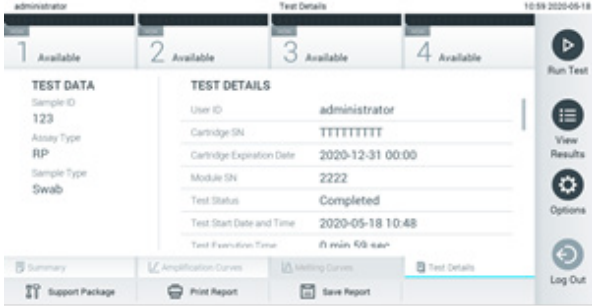 administrator Test Details 10:59 2020-05-18
1 Available 2 Available 3 Available 4 Available
Run Test
View Results
Options
Log Out
TEST DATA
Sample ID
123
Assay Type
RP
Sample Type
Swab
TEST DETAILS
User ID administrator
Cartridge SN TTTTTTTTT
Cartridge Expiration Date 2020-12-31 00:00
Module SN 2222
Test Status Completed
Test Start Date and Time 2020-05-18 10:48
Test Execution Time 0 min 59 sec
Summary Amplification Curves Melting Curves Test Details
Support Package Print Report Save Report